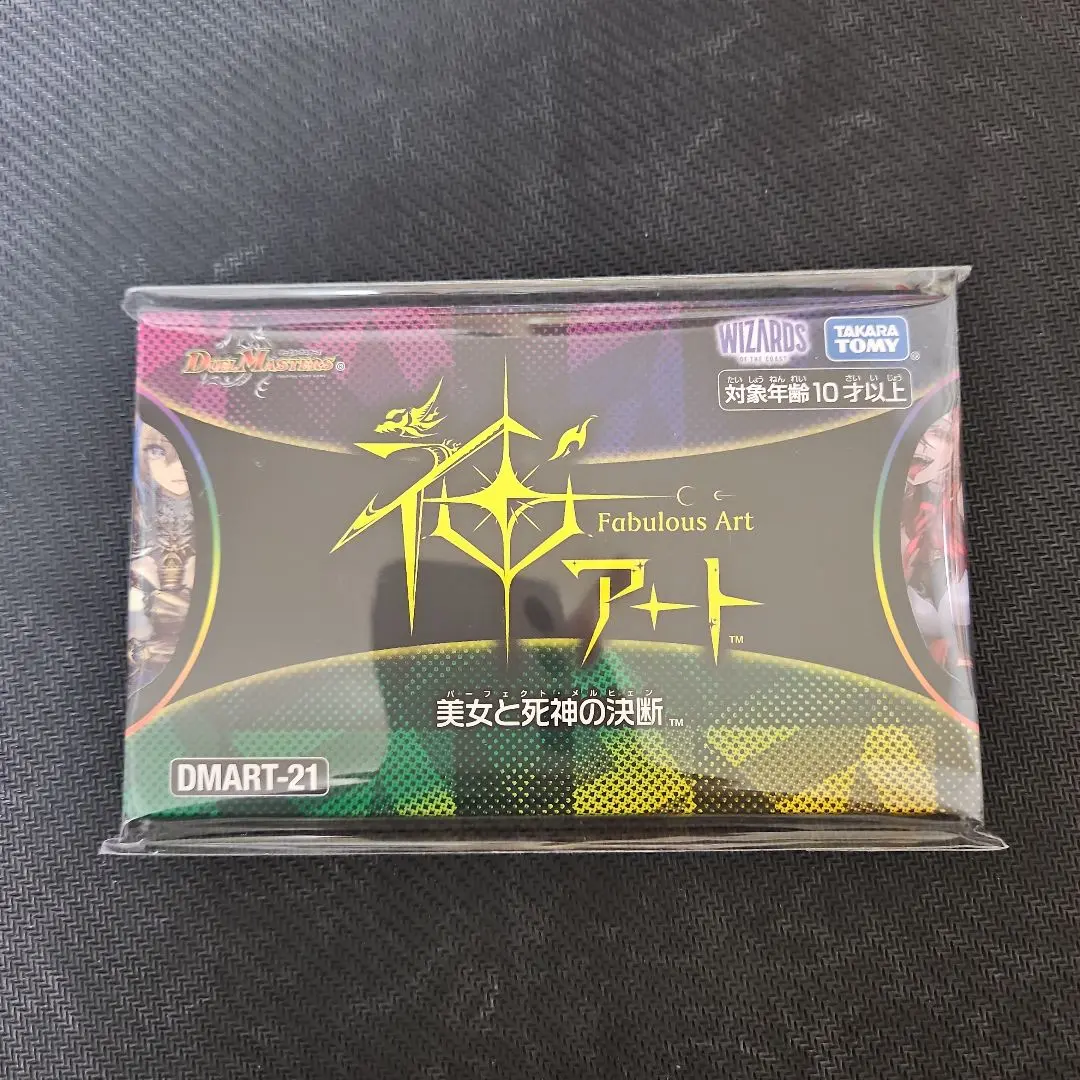 DUEL MASTERS
WIZARDS
OF THE COAST
TAKARA
TOMY
たいしょうねんれい さいいじょう
対象年齢10才以上
神
Fabulous Art
アート™
パーフェクト・メルヒェン
美女と死神の決断™
DMART-21